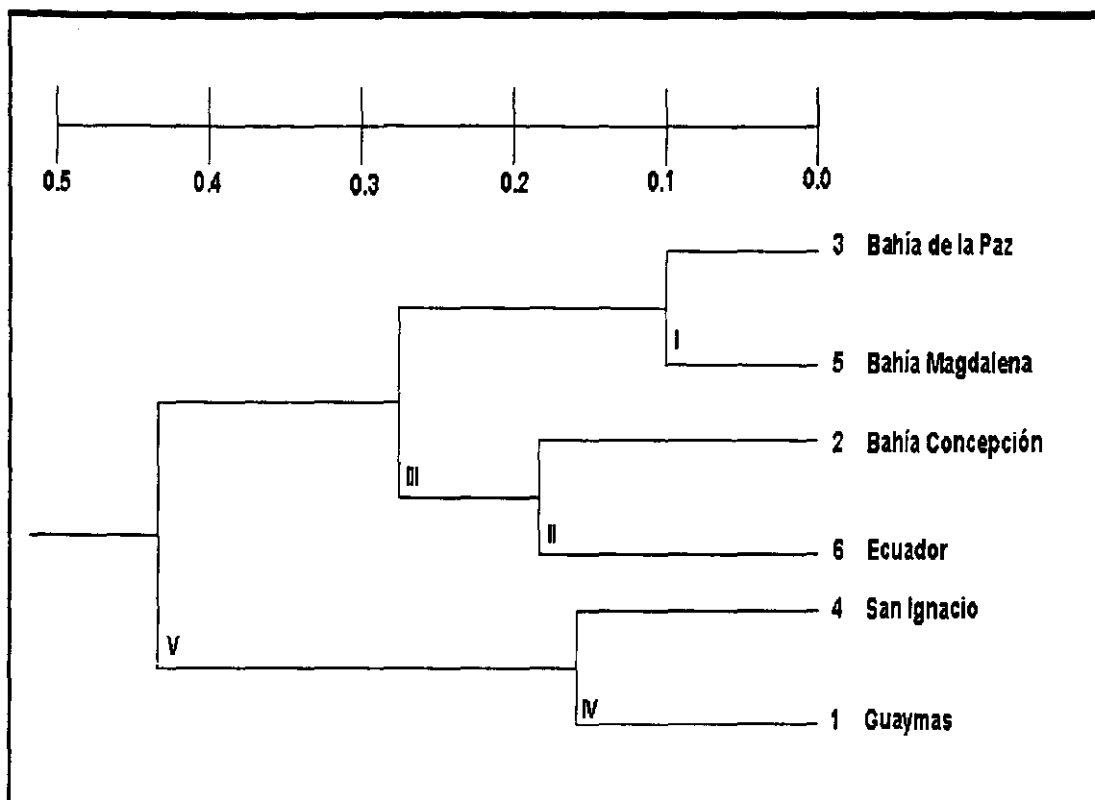 0.5 0.4 0.3 0.2 0.1 0.0
3 Bahía de la Paz
I
5 Bahía Magdalena
2 Bahía Concepción
III
II
6 Ecuador
4 San Ignacio
V
IV
1 Guaymas